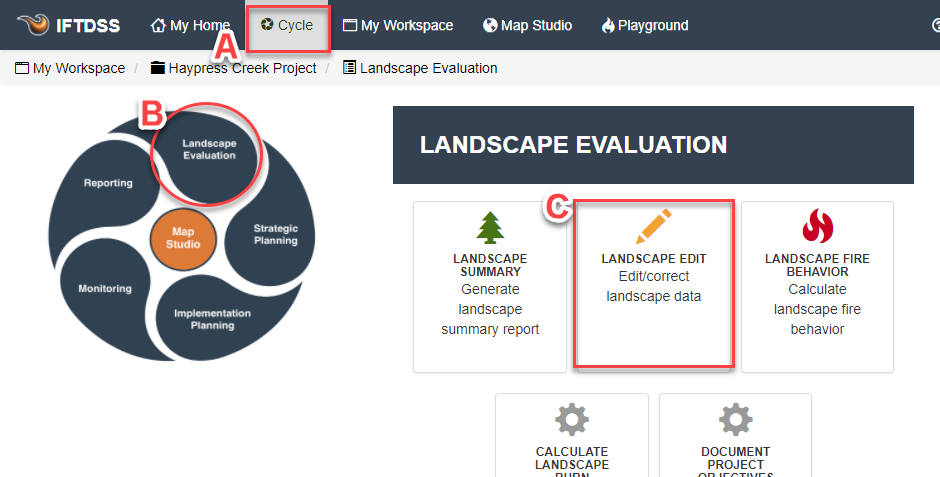 IFTDSS My Home Cycle My Workspace Map Studio Playground
A
My Workspace / Haypress Creek Project / Landscape Evaluation
B
Landscape
Evaluation
Reporting
Strategic
Planning
Map
Studio
Monitoring
Implementation
Planning
LANDSCAPE EVALUATION
LANDSCAPE
SUMMARY
Generate
landscape
summary report
C
LANDSCAPE EDIT
Edit/correct
landscape data
LANDSCAPE FIRE
BEHAVIOR
Calculate
landscape fire
behavior
CALCULATE
LANDSCAPE
BURN
DOCUMENT
PROJECT
OBJECTIVES